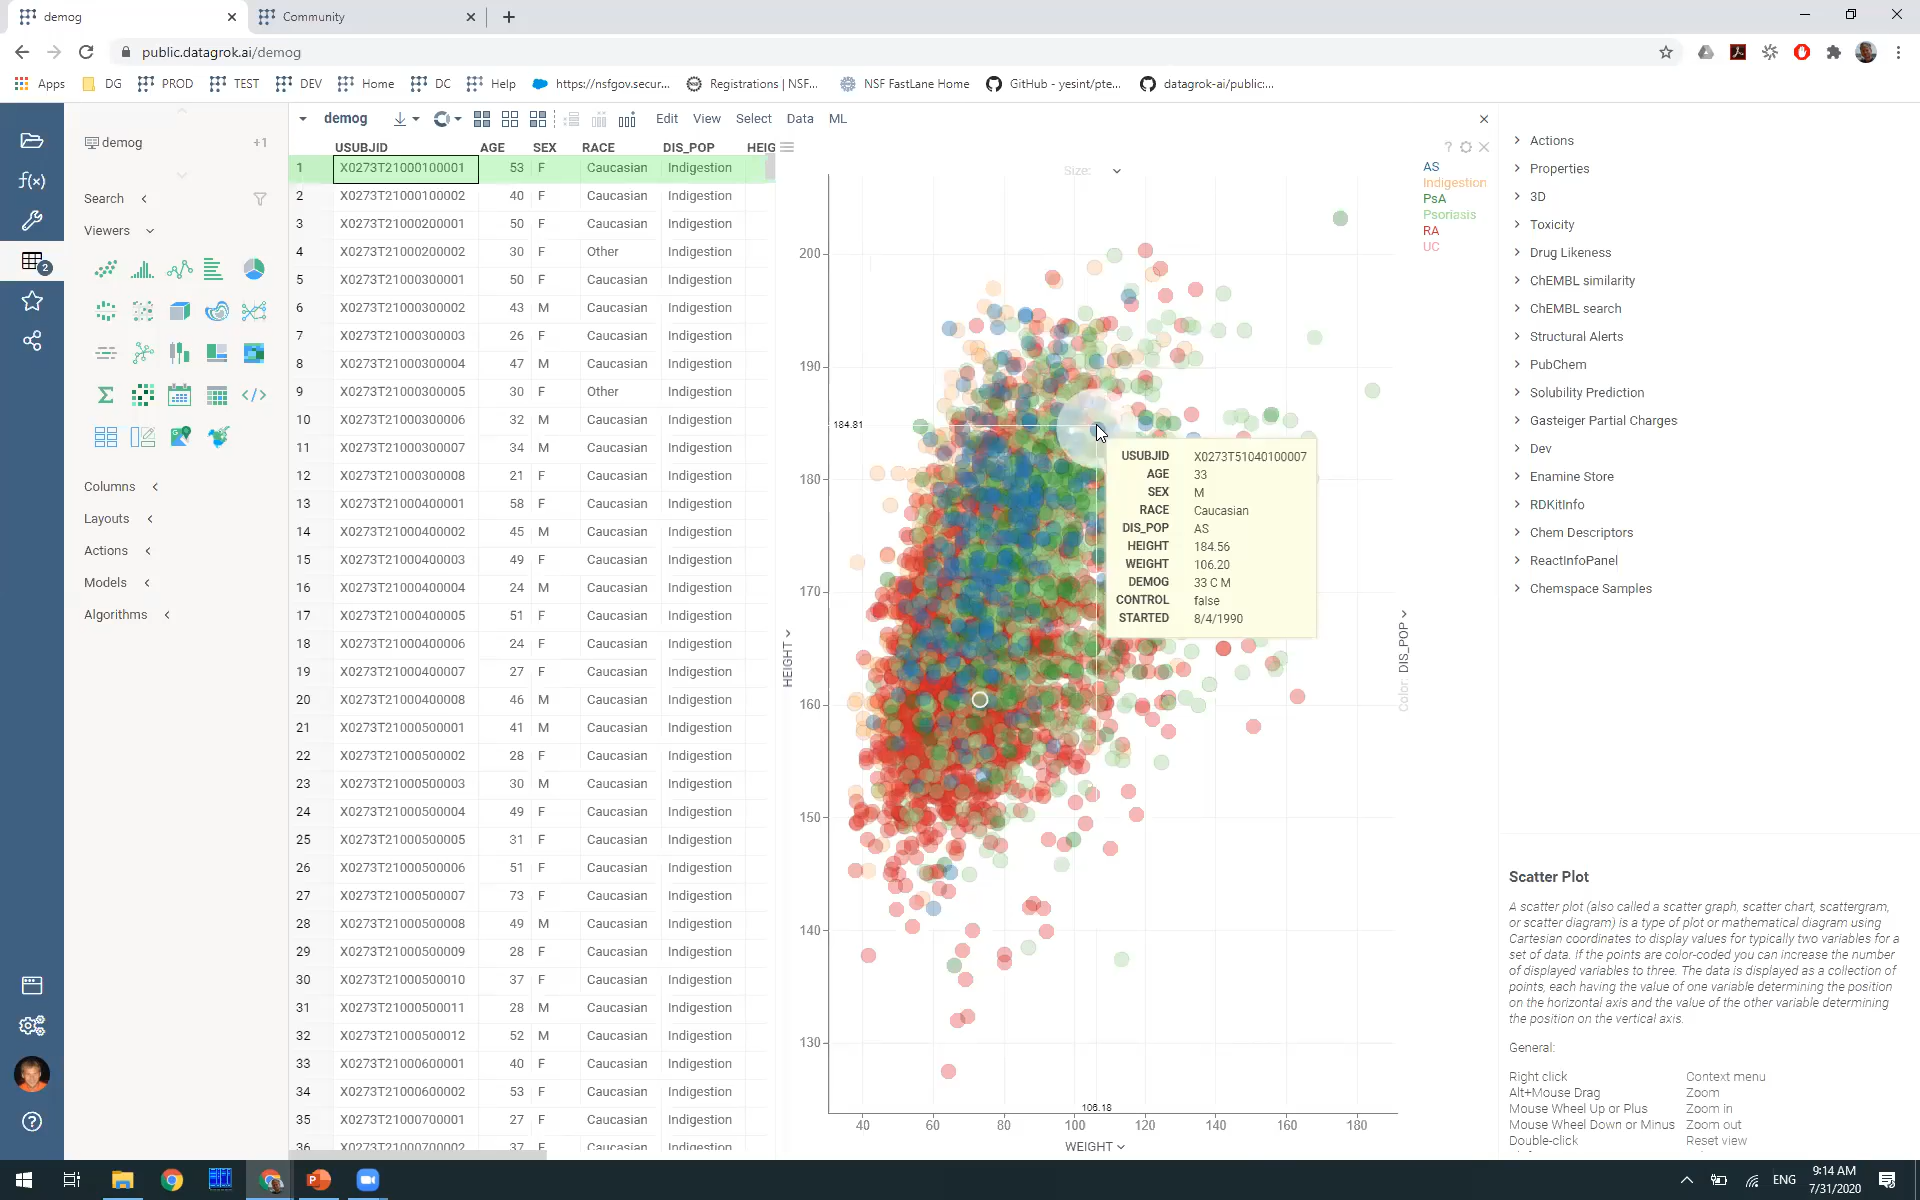 demog
Community
public.datagrok.ai/demog
Apps DG PROD TEST DEV Home DC Help https://nsfgov.secur... Registrations | NSF... NSF FastLane Home GitHub - yesint/pte... datagrok-ai/public:...
demog +1
Search
Viewers
Columns
Layouts
Actions
Models
Algorithms
2
demog Edit View Select Data ML
USUBJID AGE SEX RACE DIS_POP HEIG
1 X0273T21000100001 53 F Caucasian Indigestion
2 X0273T21000100002 40 F Caucasian Indigestion
3 X0273T21000200001 50 F Caucasian Indigestion
4 X0273T21000200002 30 F Other Indigestion
5 X0273T21000300001 50 F Caucasian Indigestion
6 X0273T21000300002 43 M Caucasian Indigestion
7 X0273T21000300003 26 F Caucasian Indigestion
8 X0273T21000300004 47 M Caucasian Indigestion
9 X0273T21000300005 30 F Other Indigestion
10 X0273T21000300006 32 M Caucasian Indigestion
11 X0273T21000300007 34 M Caucasian Indigestion
12 X0273T21000300008 21 F Caucasian Indigestion
13 X0273T21000400001 58 F Caucasian Indigestion
14 X0273T21000400002 45 M Caucasian Indigestion
15 X0273T21000400003 49 F Caucasian Indigestion
16 X0273T21000400004 24 M Caucasian Indigestion
17 X0273T21000400005 51 F Caucasian Indigestion
18 X0273T21000400006 24 F Caucasian Indigestion
19 X0273T21000400007 27 F Caucasian Indigestion
20 X0273T21000400008 46 M Caucasian Indigestion
21 X0273T21000500001 41 M Caucasian Indigestion
22 X0273T21000500002 28 F Caucasian Indigestion
23 X0273T21000500003 30 M Caucasian Indigestion
24 X0273T21000500004 49 F Caucasian Indigestion
25 X0273T21000500005 31 F Caucasian Indigestion
26 X0273T21000500006 51 F Caucasian Indigestion
27 X0273T21000500007 73 F Caucasian Indigestion
28 X0273T21000500008 49 M Caucasian Indigestion
29 X0273T21000500009 28 F Caucasian Indigestion
30 X0273T21000500010 37 F Caucasian Indigestion
31 X0273T21000500011 28 M Caucasian Indigestion
32 X0273T21000500012 52 M Caucasian Indigestion
33 X0273T21000600001 40 F Caucasian Indigestion
34 X0273T21000600002 53 F Caucasian Indigestion
35 X0273T21000700001 27 F Caucasian Indigestion
36 X0273T21000700002 37 F Caucasian Indigestion
Size:
AS
Indigestion
PsA
Psoriasis
RA
UC
200
190
184.81
180
170
160
150
140
130
HEIGHT
106.18
40 60 80 100 120 140 160 180
WEIGHT
Color: DIS_POP
USUBJID X0273T51040100007
AGE 33
SEX M
RACE Caucasian
DIS_POP AS
HEIGHT 184.56
WEIGHT 106.20
DEMOG 33 C M
CONTROL false
STARTED 8/4/1990
Actions
Properties
3D
Toxicity
Drug Likeness
ChEMBL similarity
ChEMBL search
Structural Alerts
PubChem
Solubility Prediction
Gasteiger Partial Charges
Dev
Enamine Store
RDKitInfo
Chem Descriptors
ReactInfoPanel
Chemspace Samples
Scatter Plot
A scatter plot (also called a scatter graph, scatter chart, scattergram,
or scatter diagram) is a type of plot or mathematical diagram using
Cartesian coordinates to display values for typically two variables for a
set of data. If the points are color-coded you can increase the number
of displayed variables to three. The data is displayed as a collection of
points, each having the value of one variable determining the position
on the horizontal axis and the value of the other variable determining
the position on the vertical axis.
General:
Right click Context menu
Alt+Mouse Drag Zoom
Mouse Wheel Up or Plus Zoom in
Mouse Wheel Down or Minus Zoom out
Double-click Reset view
ENG
9:14 AM
7/31/2020